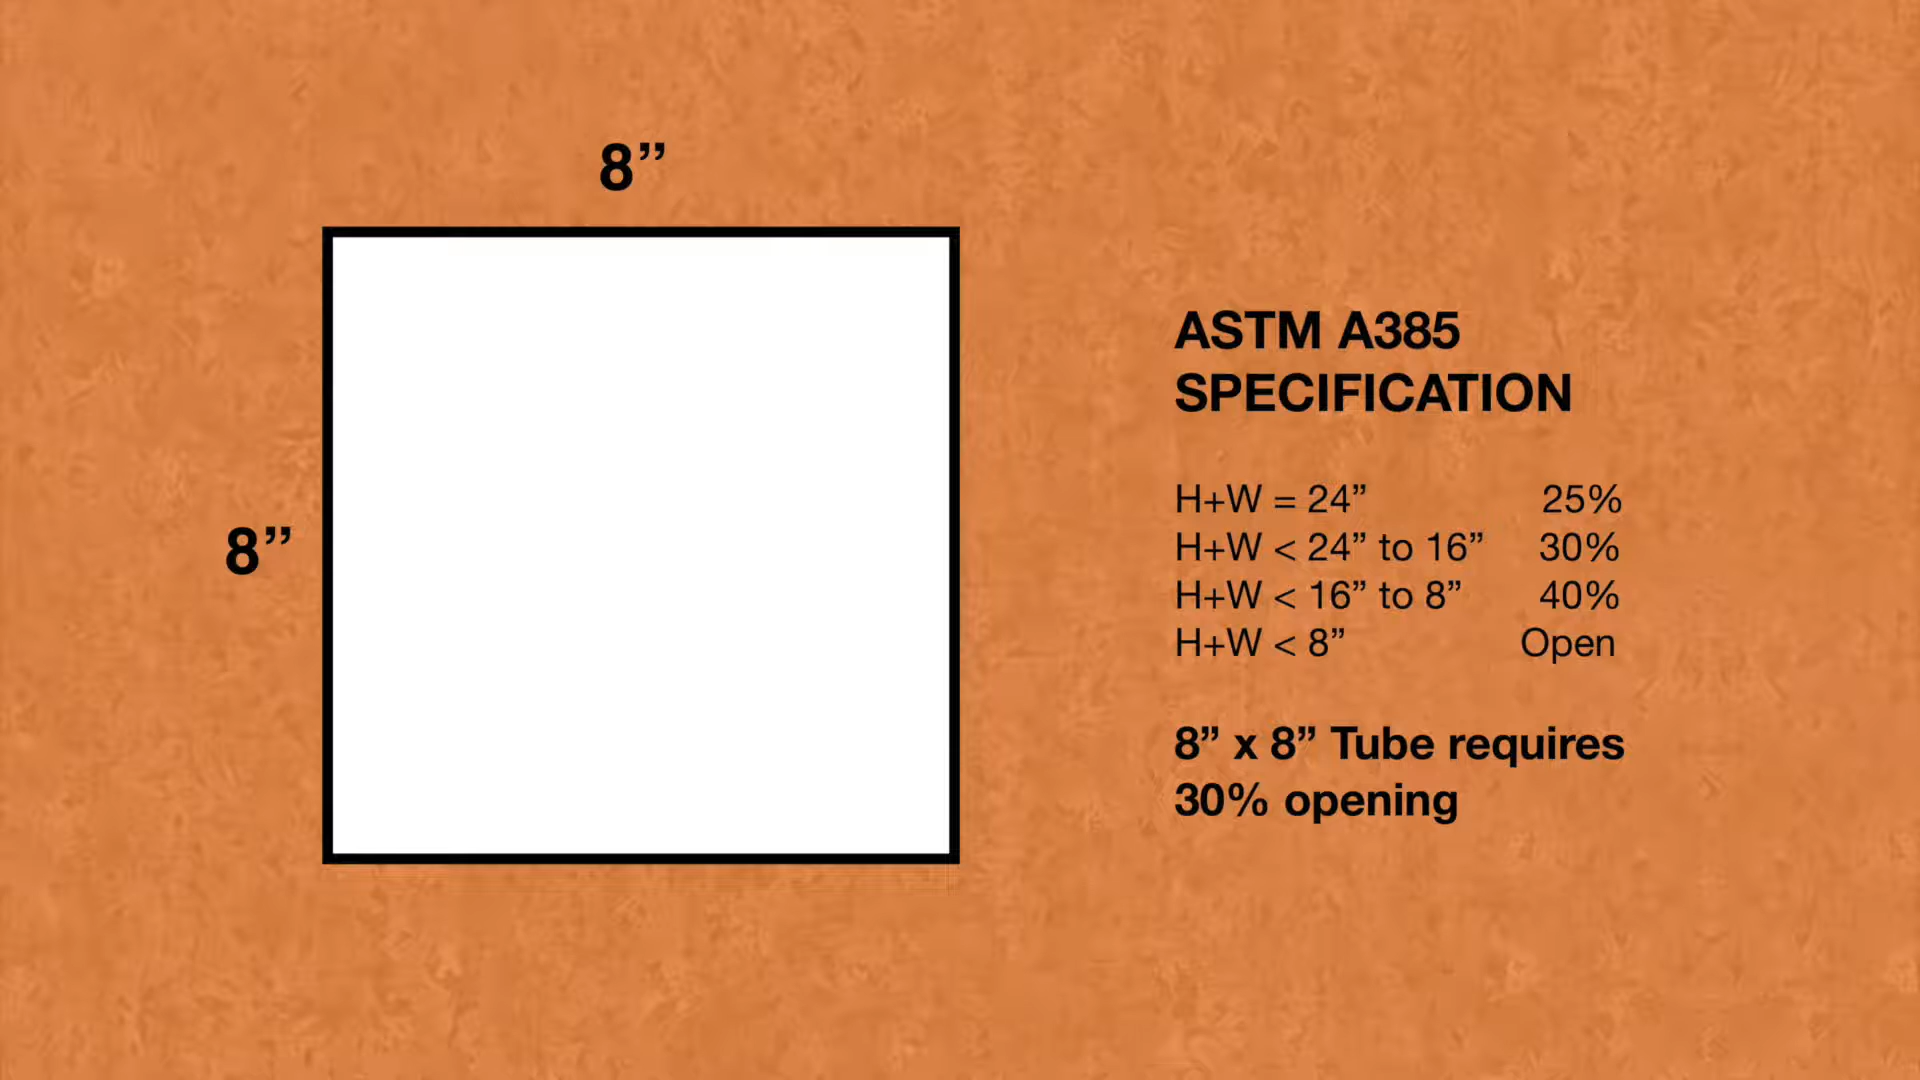 8”
8”
ASTM A385
SPECIFICATION
H+W = 24” 25%
H+W < 24” to 16” 30%
H+W < 16” to 8” 40%
H+W < 8” Open
8” x 8” Tube requires
30% opening